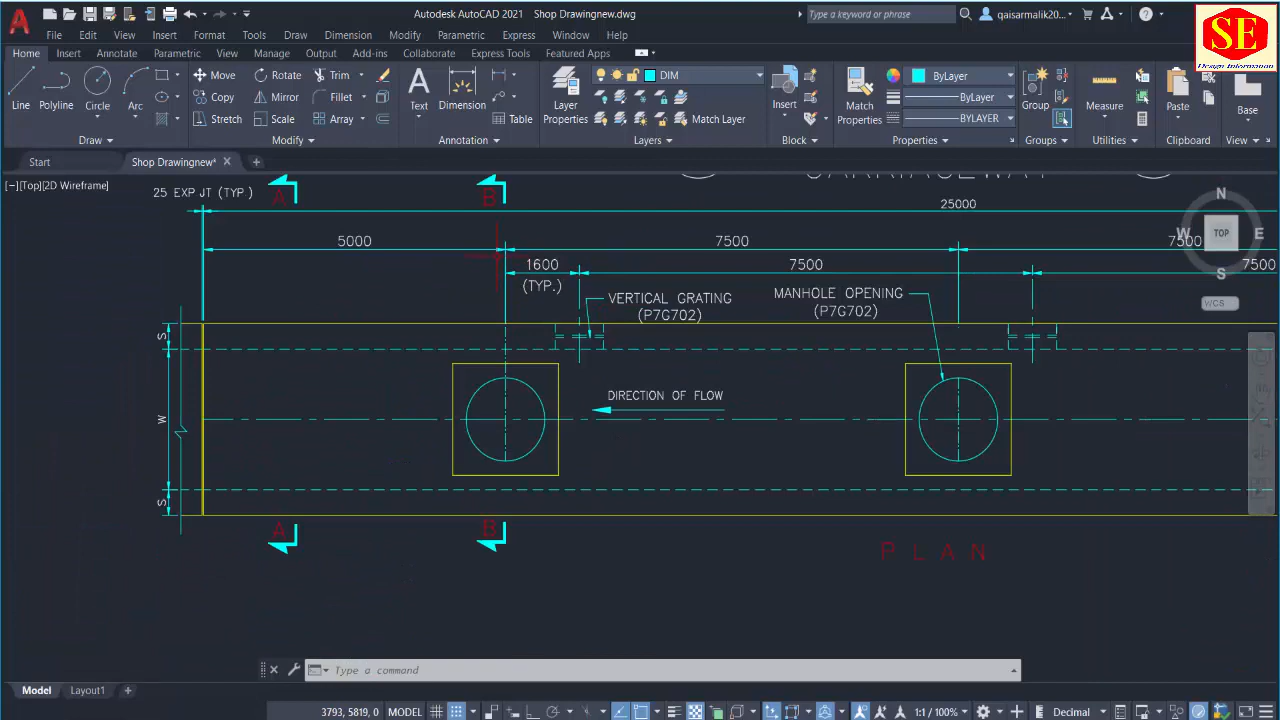 Autodesk AutoCAD 2021 Shop Drawingnew.dwg
Type a keyword or phrase
qaisarmalik20...
SE
Design Information
File Edit View Insert Format Tools Draw Dimension Modify Parametric Express Window Help
Home Insert Annotate Parametric View Manage Output Add-ins Collaborate Express Tools Featured Apps
Line Polyline Circle Arc
Move Rotate Trim
Copy Mirror Fillet
Stretch Scale Array
Text Dimension Table
Layer Properties
DIM
Match Layer
Insert
Match Properties
ByLayer
ByLayer
BYLAYER
Group
Measure
Paste
Base
Draw Modify Annotation Layers Block Properties Groups Utilities Clipboard View
Start Shop Drawingnew*
[−][Top][2D Wireframe]
25 EXP JT (TYP.)
A B
CARRIAGEWAY
25000
5000 7500 7500
1600 7500 7500
(TYP.)
VERTICAL GRATING
(P7G702)
MANHOLE OPENING
(P7G702)
N
W TOP E
S
WCS
S
W
S
DIRECTION OF FLOW
A B
PLAN
Type a command
Model Layout1
3793, 5819, 0 MODEL 1:1 / 100% Decimal